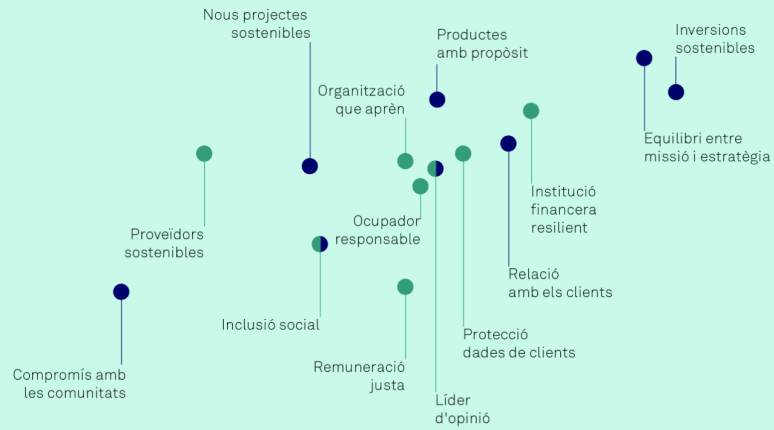 Nous projectes
sostenibles
Productes
amb propòsit
Inversions
sostenibles
Organització
que aprèn
Equilibri entre
missió i estratègia
Institució
financera
resilient
Ocupador
responsable
Proveïdors
sostenibles
Relació
amb els clients
Inclusió social
Protecció
dades de clients
Remuneració
justa
Compromís amb
les comunitats
Líder
d'opinió